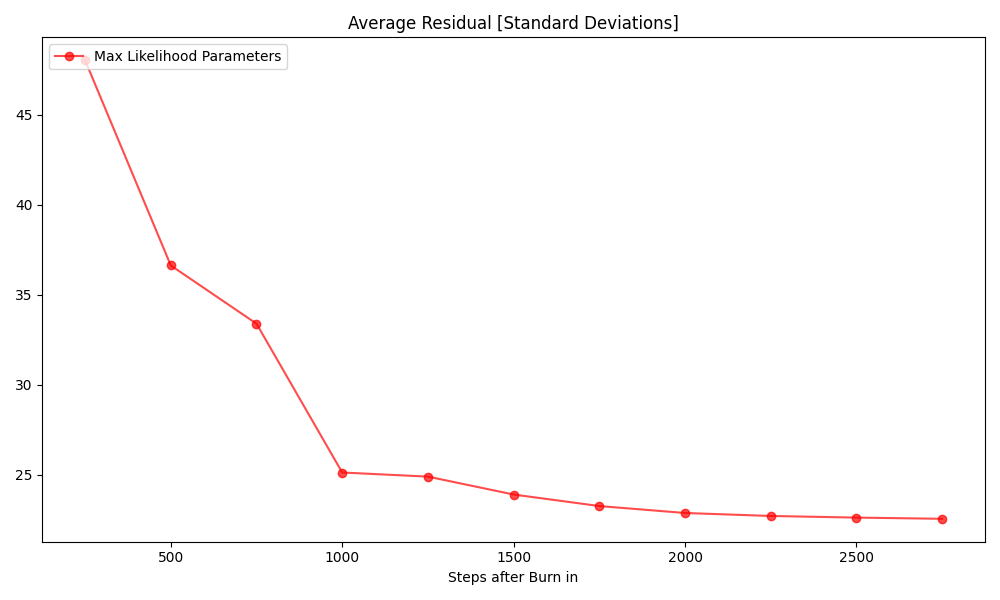 Average Residual [Standard Deviations]
Max Likelihood Parameters
45
40
35
30
25
500 1000 1500 2000 2500
Steps after Burn in